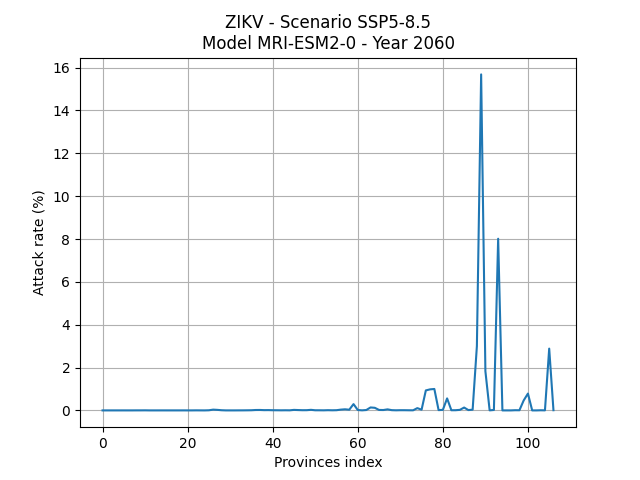 ZIKV - Scenario SSP5-8.5
Model MRI-ESM2-0 - Year 2060
Attack rate (%)
16
14
12
10
8
6
4
2
0
0 20 40 60 80 100
Provinces index